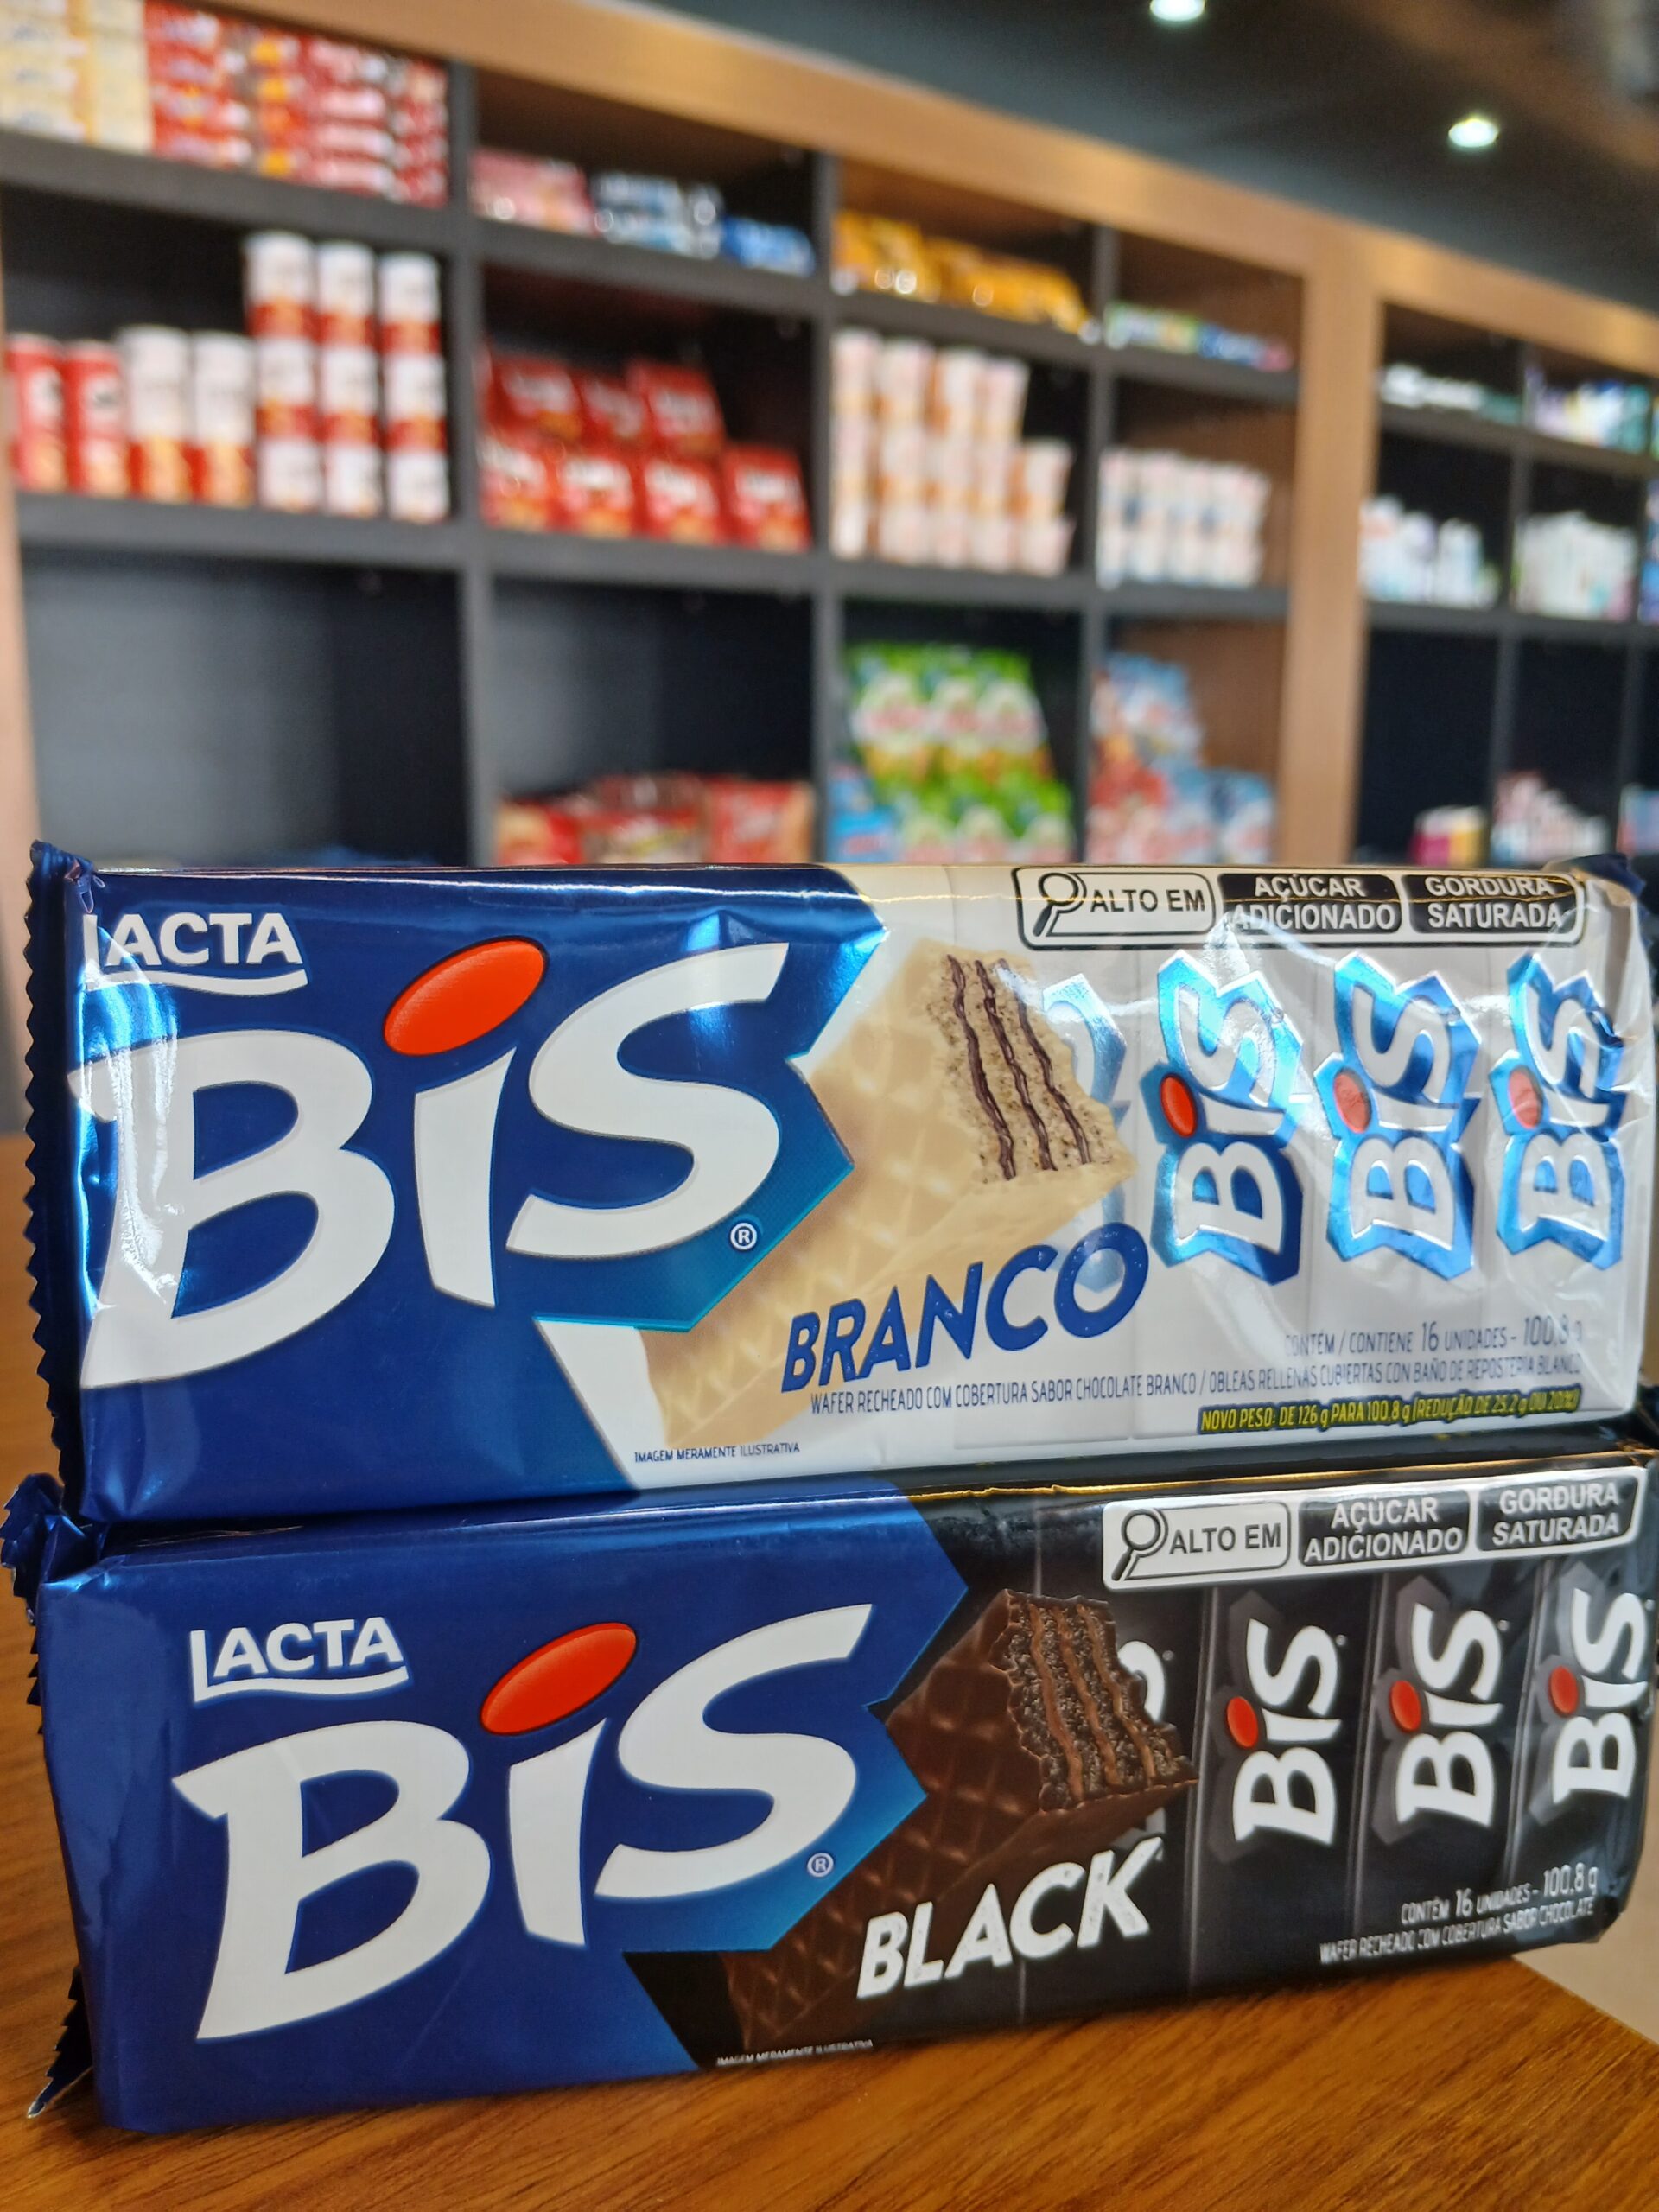 LACTA
BiS
®
ALTO EM
AÇÚCAR
ADICIONADO
GORDURA
SATURADA
BiS
BiS
BiS
BRANCO
CONTÉM / CONTIENE 16 UNIDADES - 100,8 g
WAFER RECHEADO COM COBERTURA SABOR CHOCOLATE BRANCO / OBLEAS RELLENAS CUBIERTAS CON BAÑO DE REPOSTERIA BLANCO
NOVO PESO: DE 126 g PARA 100,8 g (REDUÇÃO DE 25,2 g OU 20%)
IMAGEM MERAMENTE ILUSTRATIVA
LACTA
BiS
®
ALTO EM
AÇÚCAR
ADICIONADO
GORDURA
SATURADA
BiS
BiS
BiS
BLACK
CONTÉM 16 UNIDADES - 100,8 g
WAFER RECHEADO COM COBERTURA SABOR CHOCOLATE
IMAGEM MERAMENTE ILUSTRATIVA